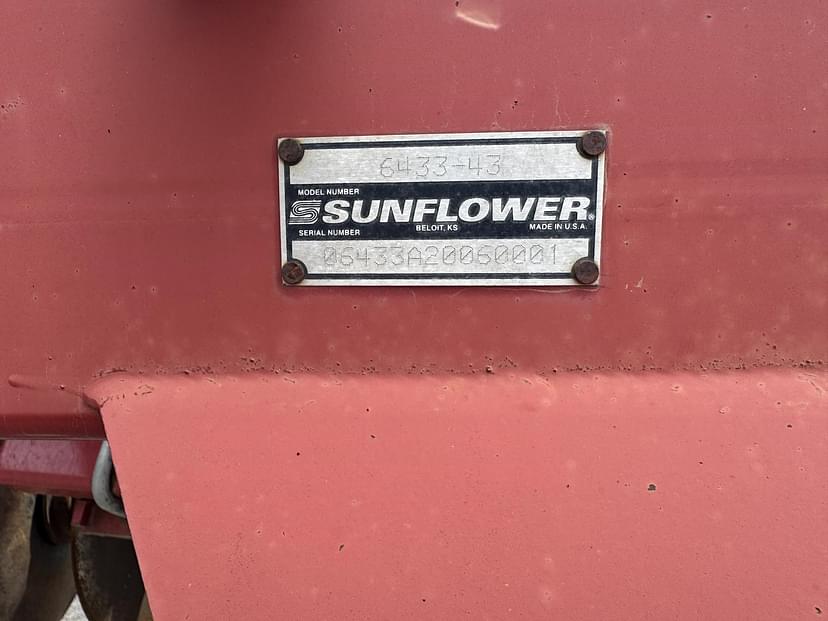 6433-43
MODEL NUMBER
SUNFLOWER®
SERIAL NUMBER BELOIT, KS MADE IN U.S.A.
06433A20060001